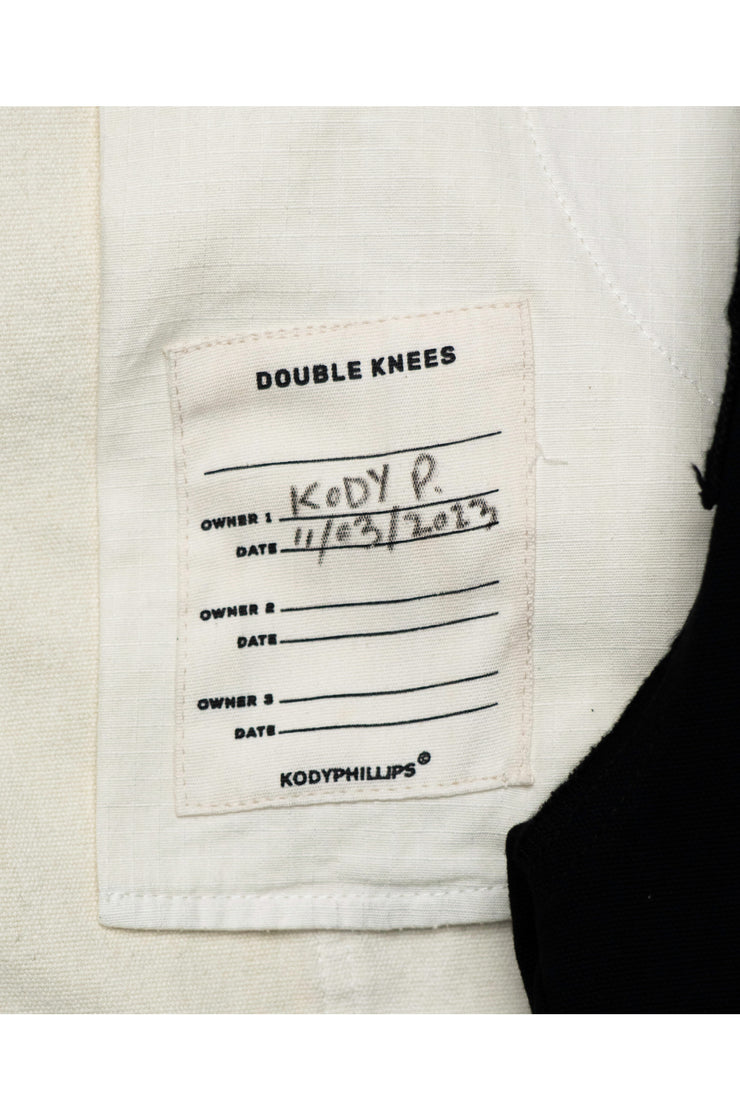 DOUBLE KNEES
OWNER 1 KODY P.
DATE 11/03/2023
OWNER 2
DATE
OWNER 3
DATE
KODYPHILLIPS©